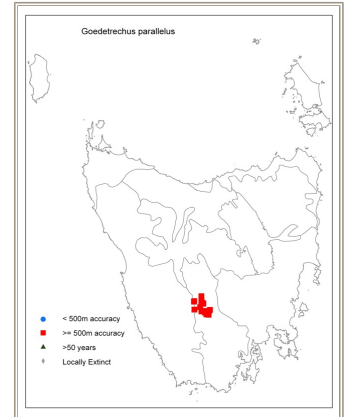 Goedetrechus parallelus
< 500m accuracy
>= 500m accuracy
>50 years
Locally Extinct